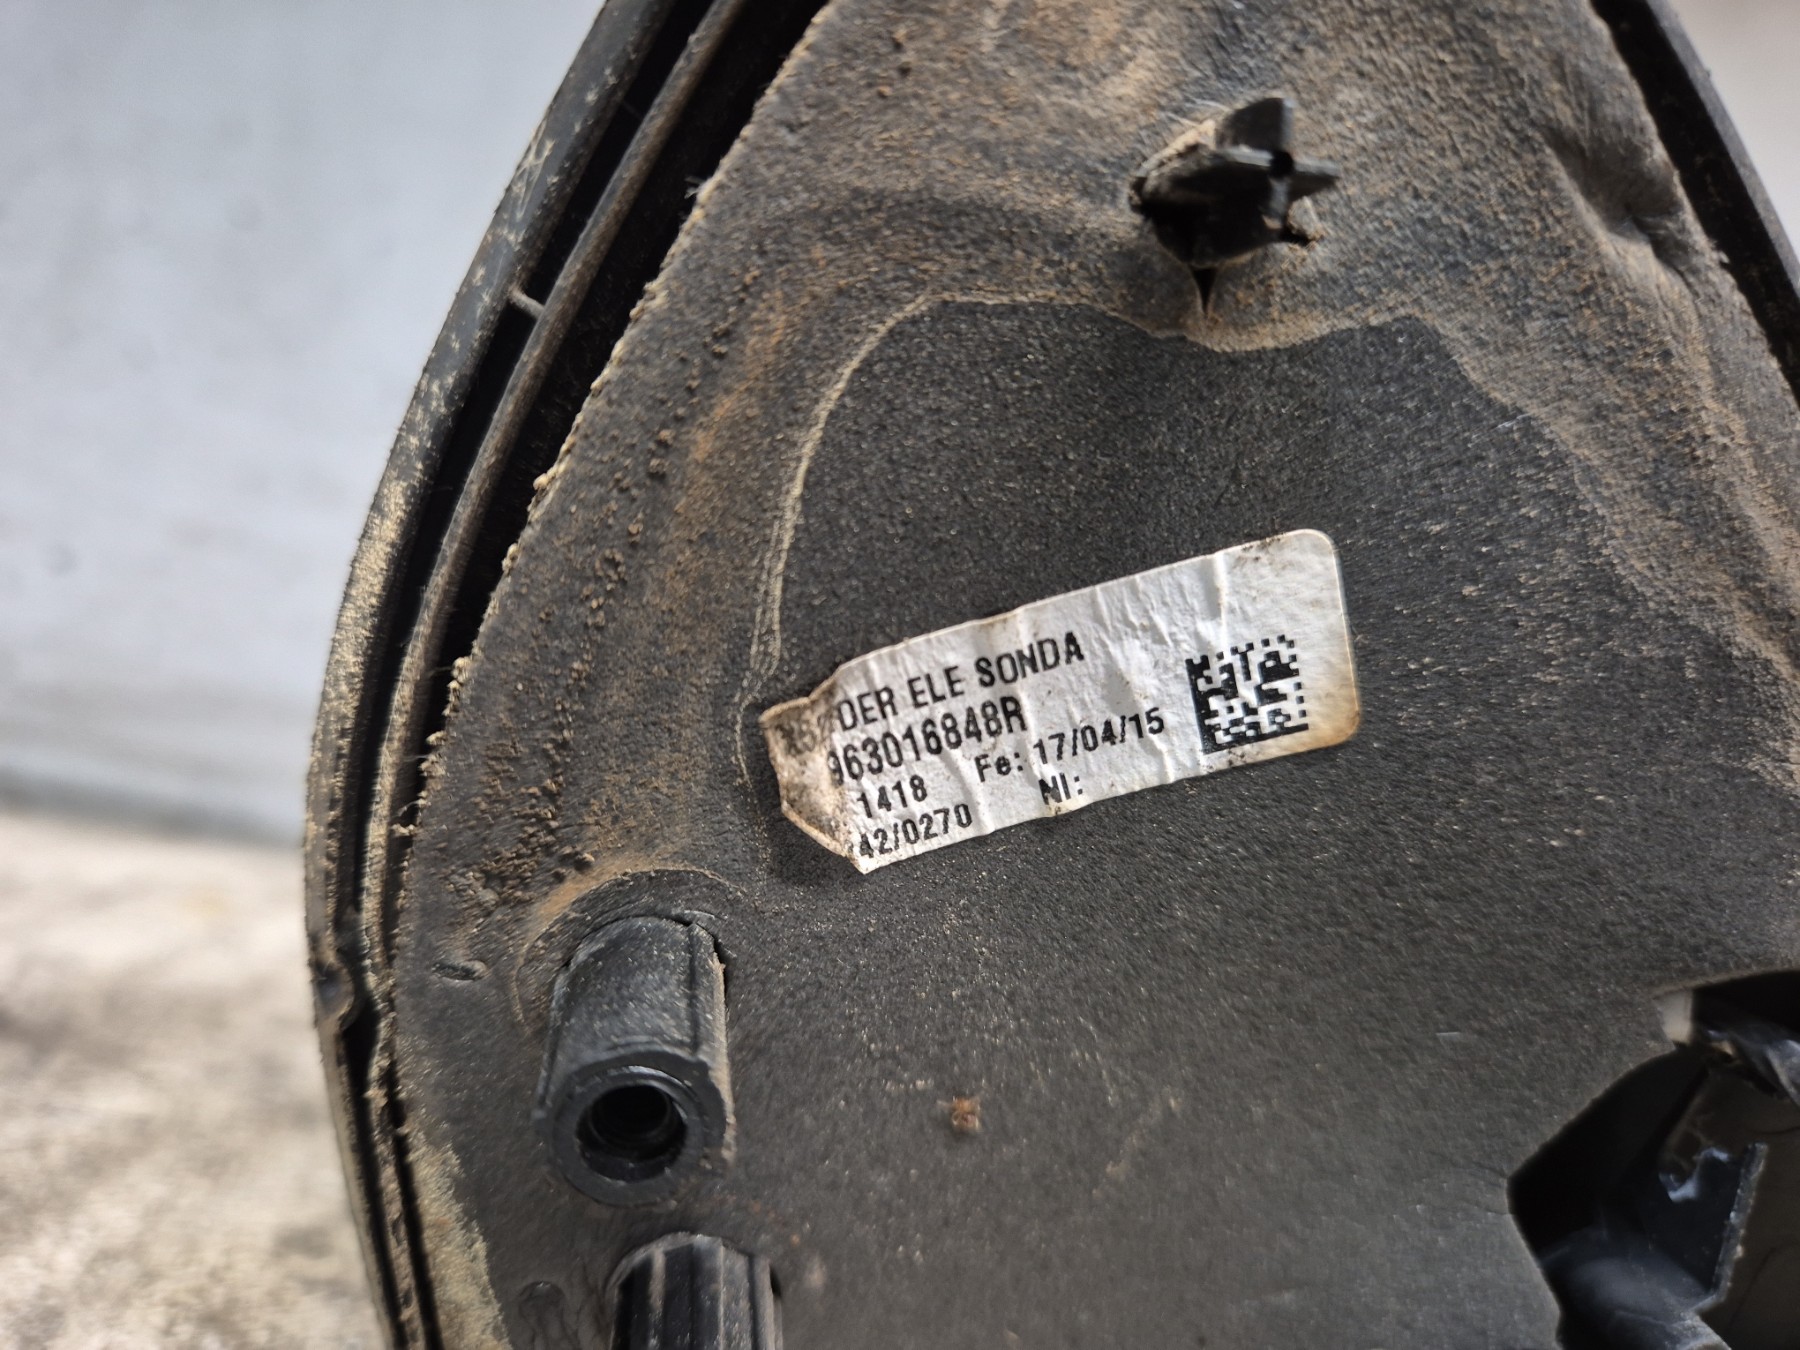 DER ELE SONDA
963016848R
1418 Fe: 17/04/15
42/0270 NI: